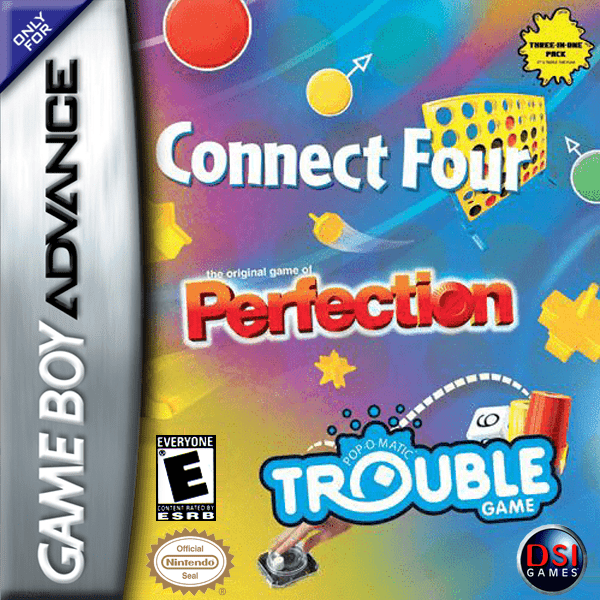 ONLY
FOR
GAME BOY ADVANCE
THREE-IN-ONE
PACK
Connect Four
the original game of
Perfection
POP-O-MATIC
TROUBLE
GAME
6
EVERYONE
E
CONTENT RATED BY
ESRB
Official
Nintendo
Seal
DSI
GAMES